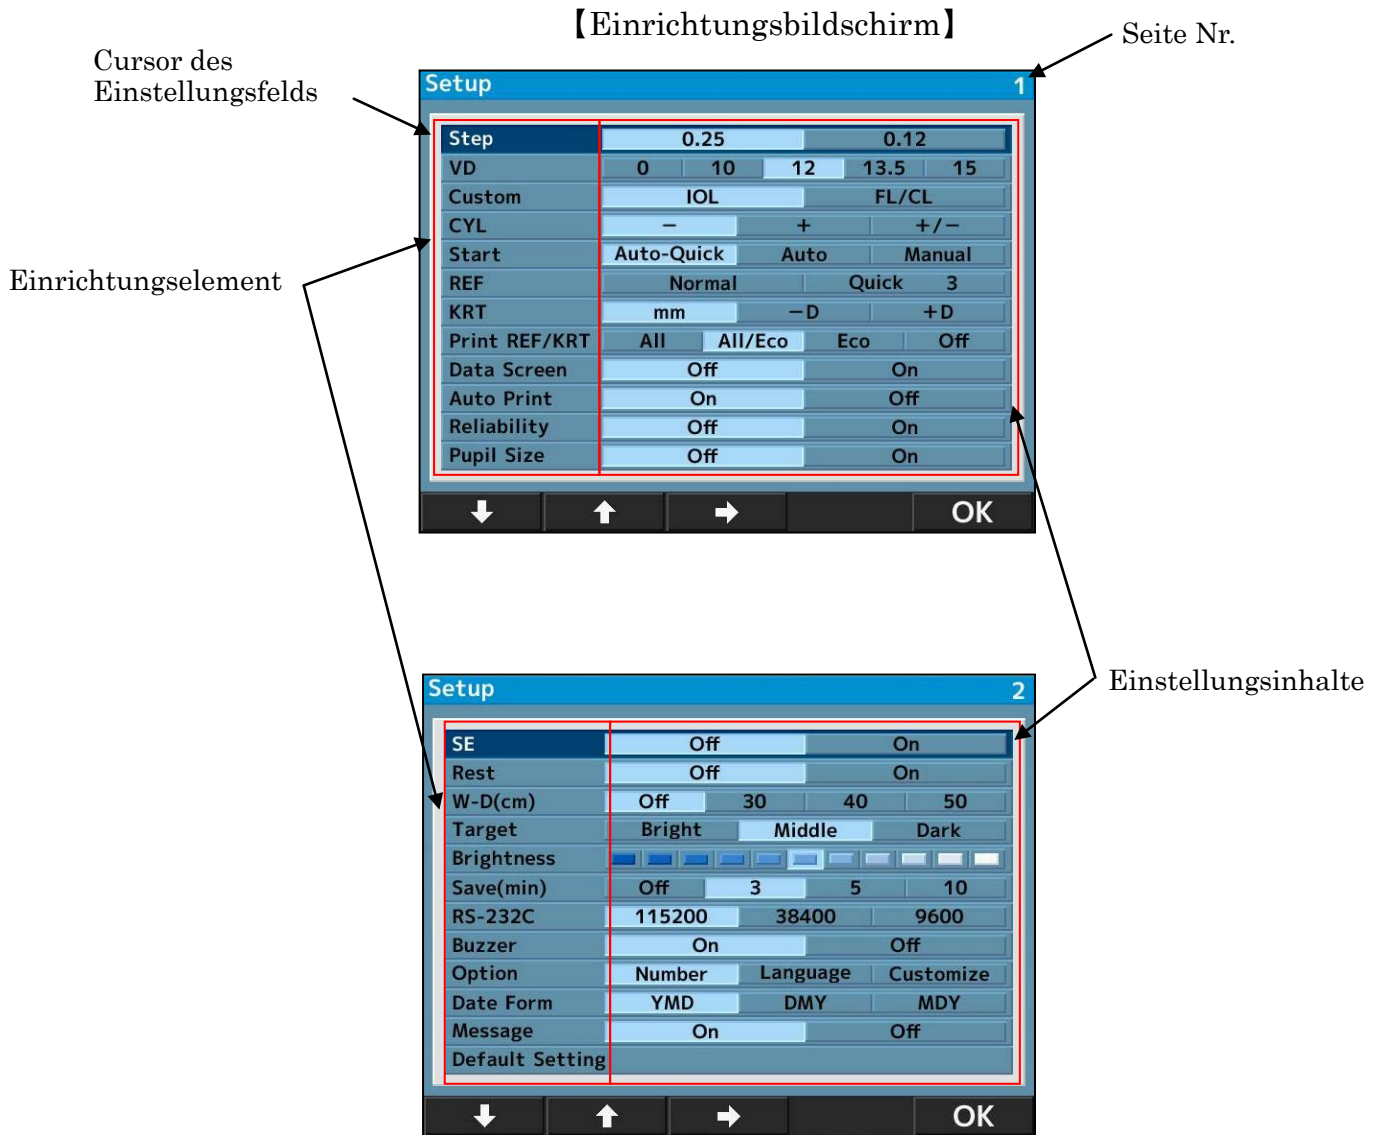 【Einrichtungsbildschirm】
Seite Nr.
Cursor des
Einstellungsfelds
Setup 1
Step 0.25 0.12
VD 0 10 12 13.5 15
Custom IOL FL/CL
CYL － + +/－
Start Auto-Quick Auto Manual
REF Normal Quick 3
KRT mm －D +D
Print REF/KRT All All/Eco Eco Off
Data Screen Off On
Auto Print On Off
Reliability Off On
Pupil Size Off On
OK
Einrichtungselement
Einstellungsinhalte
Setup 2
SE Off On
Rest Off On
W-D(cm) Off 30 40 50
Target Bright Middle Dark
Brightness
Save(min) Off 3 5 10
RS-232C 115200 38400 9600
Buzzer On Off
Option Number Language Customize
Date Form YMD DMY MDY
Message On Off
Default Setting
OK